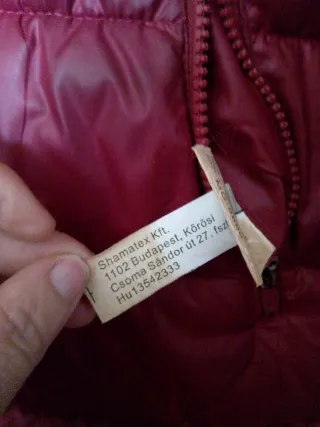 Shamatex Kft.
1102 Budapest, Kőrösi
Csoma Sándor út 27. fsz
Hu13542333